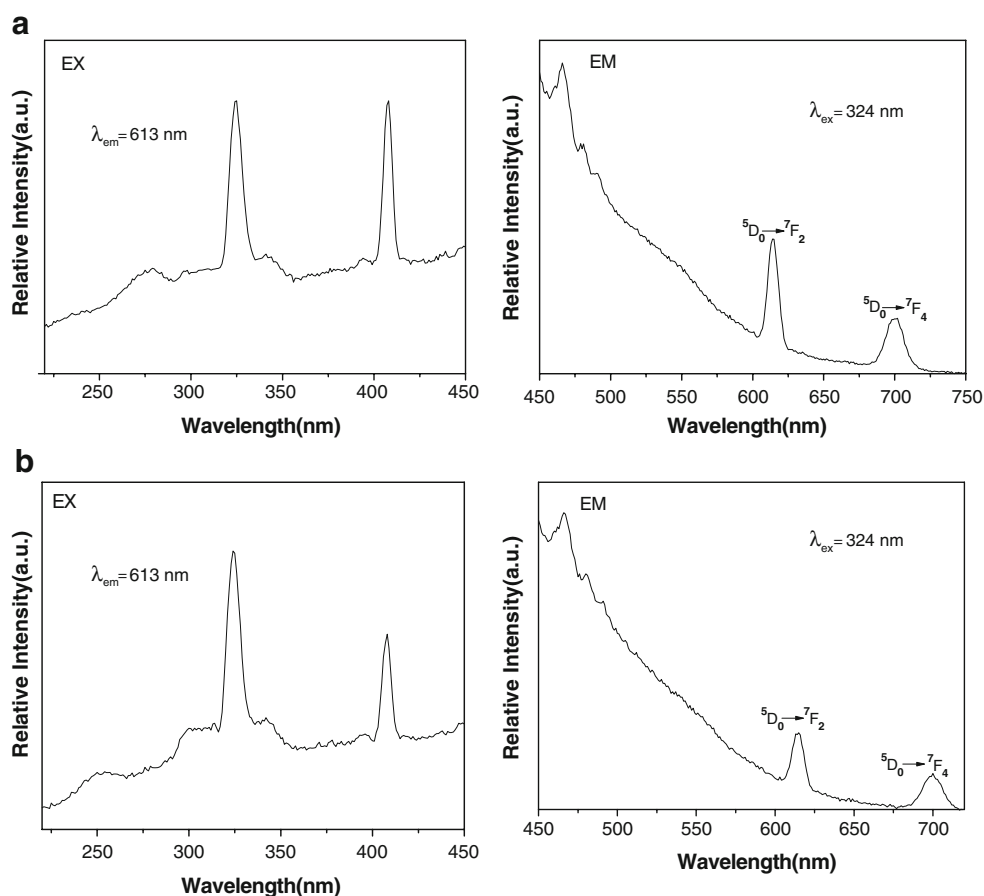 a
EX
λem= 613 nm
Relative Intensity(a.u.)
250 300 350 400 450
Wavelength(nm)
EM
λex= 324 nm
5D0→7F2
5D0→7F4
Relative Intensity(a.u.)
450 500 550 600 650 700 750
Wavelength(nm)
b
EX
λem= 613 nm
Relative Intensity(a.u.)
250 300 350 400 450
Wavelength(nm)
EM
λex= 324 nm
5D0→7F2
5D0→7F4
Relative Intensity(a.u.)
450 500 550 600 650 700
Wavelength(nm)